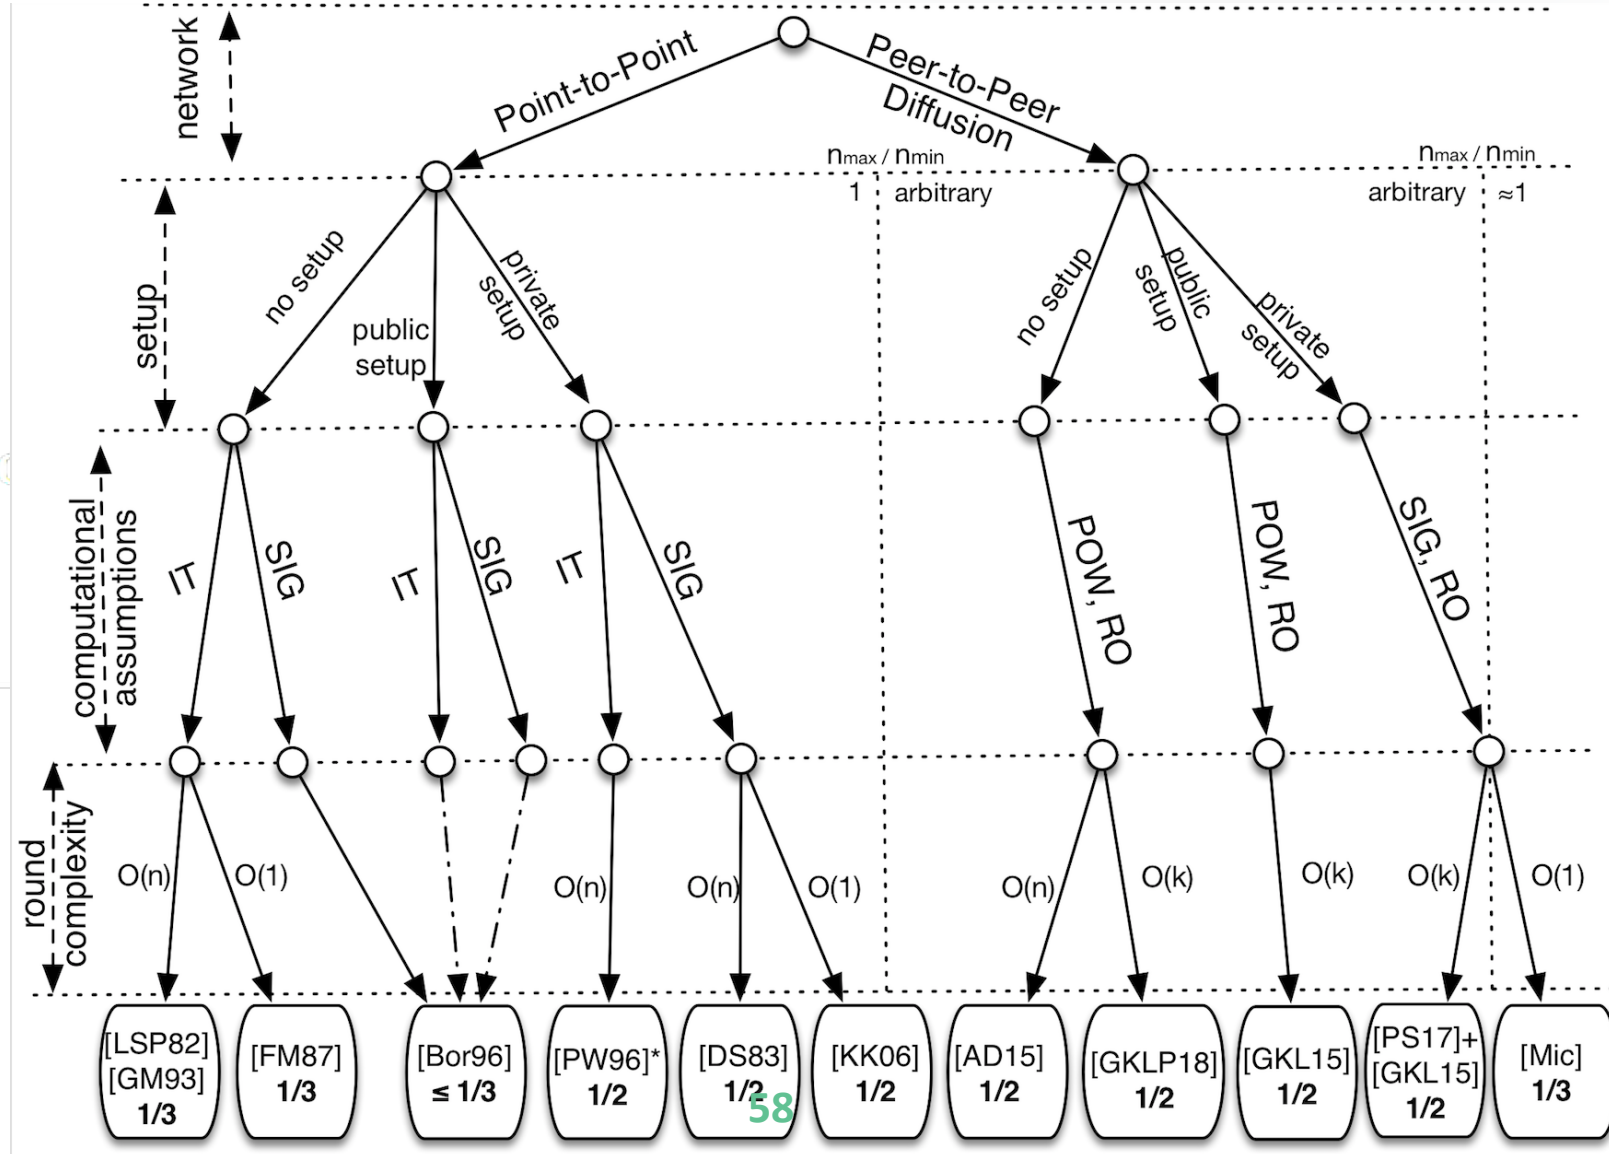 network
Point-to-Point
Peer-to-Peer
Diffusion
nmax / nmin
1 arbitrary
nmax / nmin
arbitrary ≈1
setup
no setup
public
setup
private
setup
no setup
public
setup
private
setup
computational
assumptions
IT
SIG
IT
SIG
IT
SIG
POW, RO
POW, RO
SIG, RO
round
complexity
O(n)
O(1)
O(n)
O(n)
O(1)
O(n)
O(k)
O(k)
O(k)
O(1)
[LSP82]
[GM93]
1/3
[FM87]
1/3
[Bor96]
≤ 1/3
[PW96]*
1/2
[DS83]
1/2
[KK06]
1/2
[AD15]
1/2
[GKLP18]
1/2
[GKL15]
1/2
[PS17]+
[GKL15]
1/2
[Mic]
1/3
58